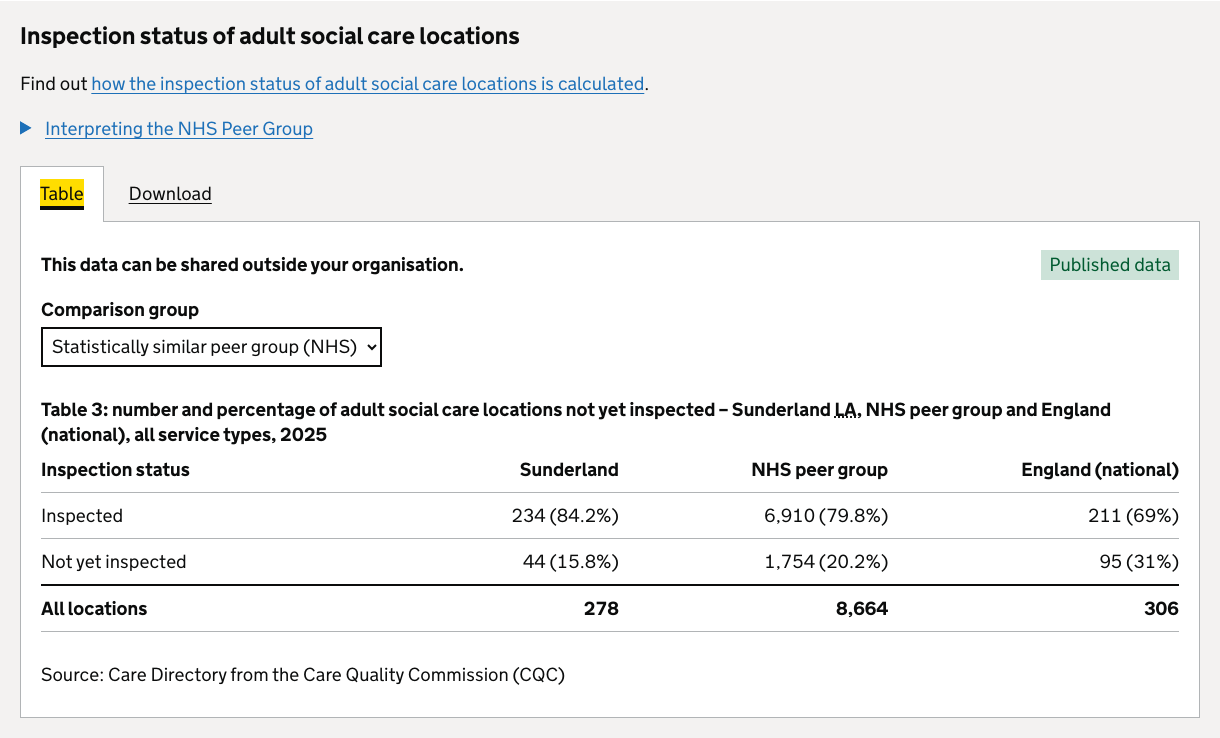 Inspection status of adult social care locations
Find out how the inspection status of adult social care locations is calculated.
Interpreting the NHS Peer Group
Table Download
This data can be shared outside your organisation. Published data
Comparison group
Statistically similar peer group (NHS)
Table 3: number and percentage of adult social care locations not yet inspected – Sunderland LA, NHS peer group and England
(national), all service types, 2025
Inspection status Sunderland NHS peer group England (national)
Inspected 234 (84.2%) 6,910 (79.8%) 211 (69%)
Not yet inspected 44 (15.8%) 1,754 (20.2%) 95 (31%)
All locations 278 8,664 306
Source: Care Directory from the Care Quality Commission (CQC)